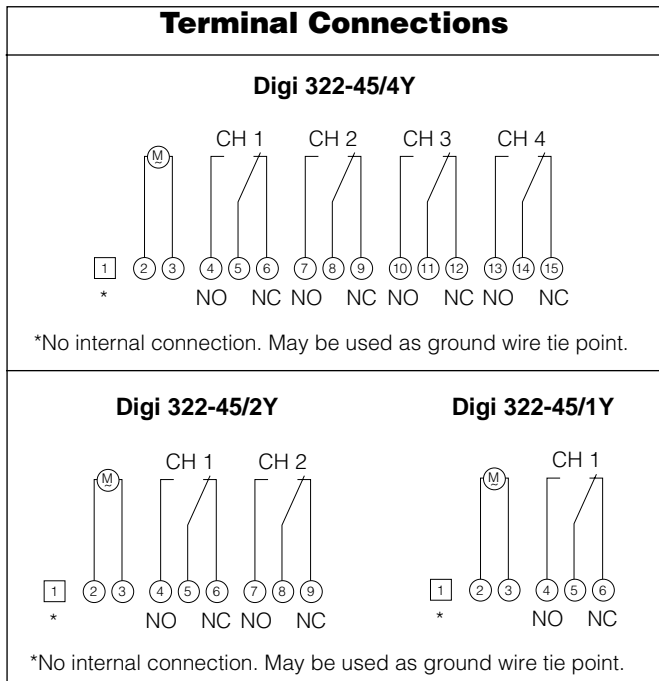 Terminal Connections
Digi 322-45/4Y
CH 1 CH 2 CH 3 CH 4
M
~
1 2 3 4 5 6 7 8 9 10 11 12 13 14 15
* NO NC NO NC NO NC NO NC
*No internal connection. May be used as ground wire tie point.
Digi 322-45/2Y
CH 1 CH 2
M
~
1 2 3 4 5 6 7 8 9
* NO NC NO NC
Digi 322-45/1Y
CH 1
M
~
1 2 3 4 5 6
* NO NC
*No internal connection. May be used as ground wire tie point.